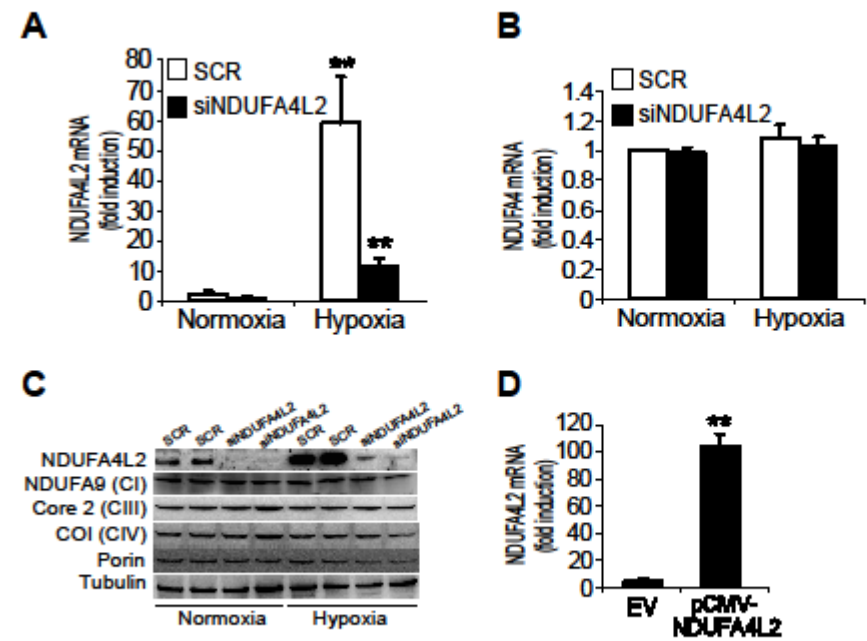 A
NDUFA4L2 mRNA
(fold induction)
80
70
60
50
40
30
20
10
0
SCR
siNDUFA4L2
**
**
Normoxia
Hypoxia
B
NDUFA4 mRNA
(fold induction)
1.4
1.2
1
0.8
0.6
0.4
0.2
0
SCR
siNDUFA4L2
Normoxia
Hypoxia
C
SCR
SCR
siNDUFA4L2
siNDUFA4L2
SCR
SCR
siNDUFA4L2
siNDUFA4L2
NDUFA4L2
NDUFA9 (CI)
Core 2 (CIII)
COI (CIV)
Porin
Tubulin
Normoxia
Hypoxia
D
NDUFA4L2 mRNA
(fold induction)
120
100
80
60
40
20
0
**
EV
pCMV-
NDUFA4L2